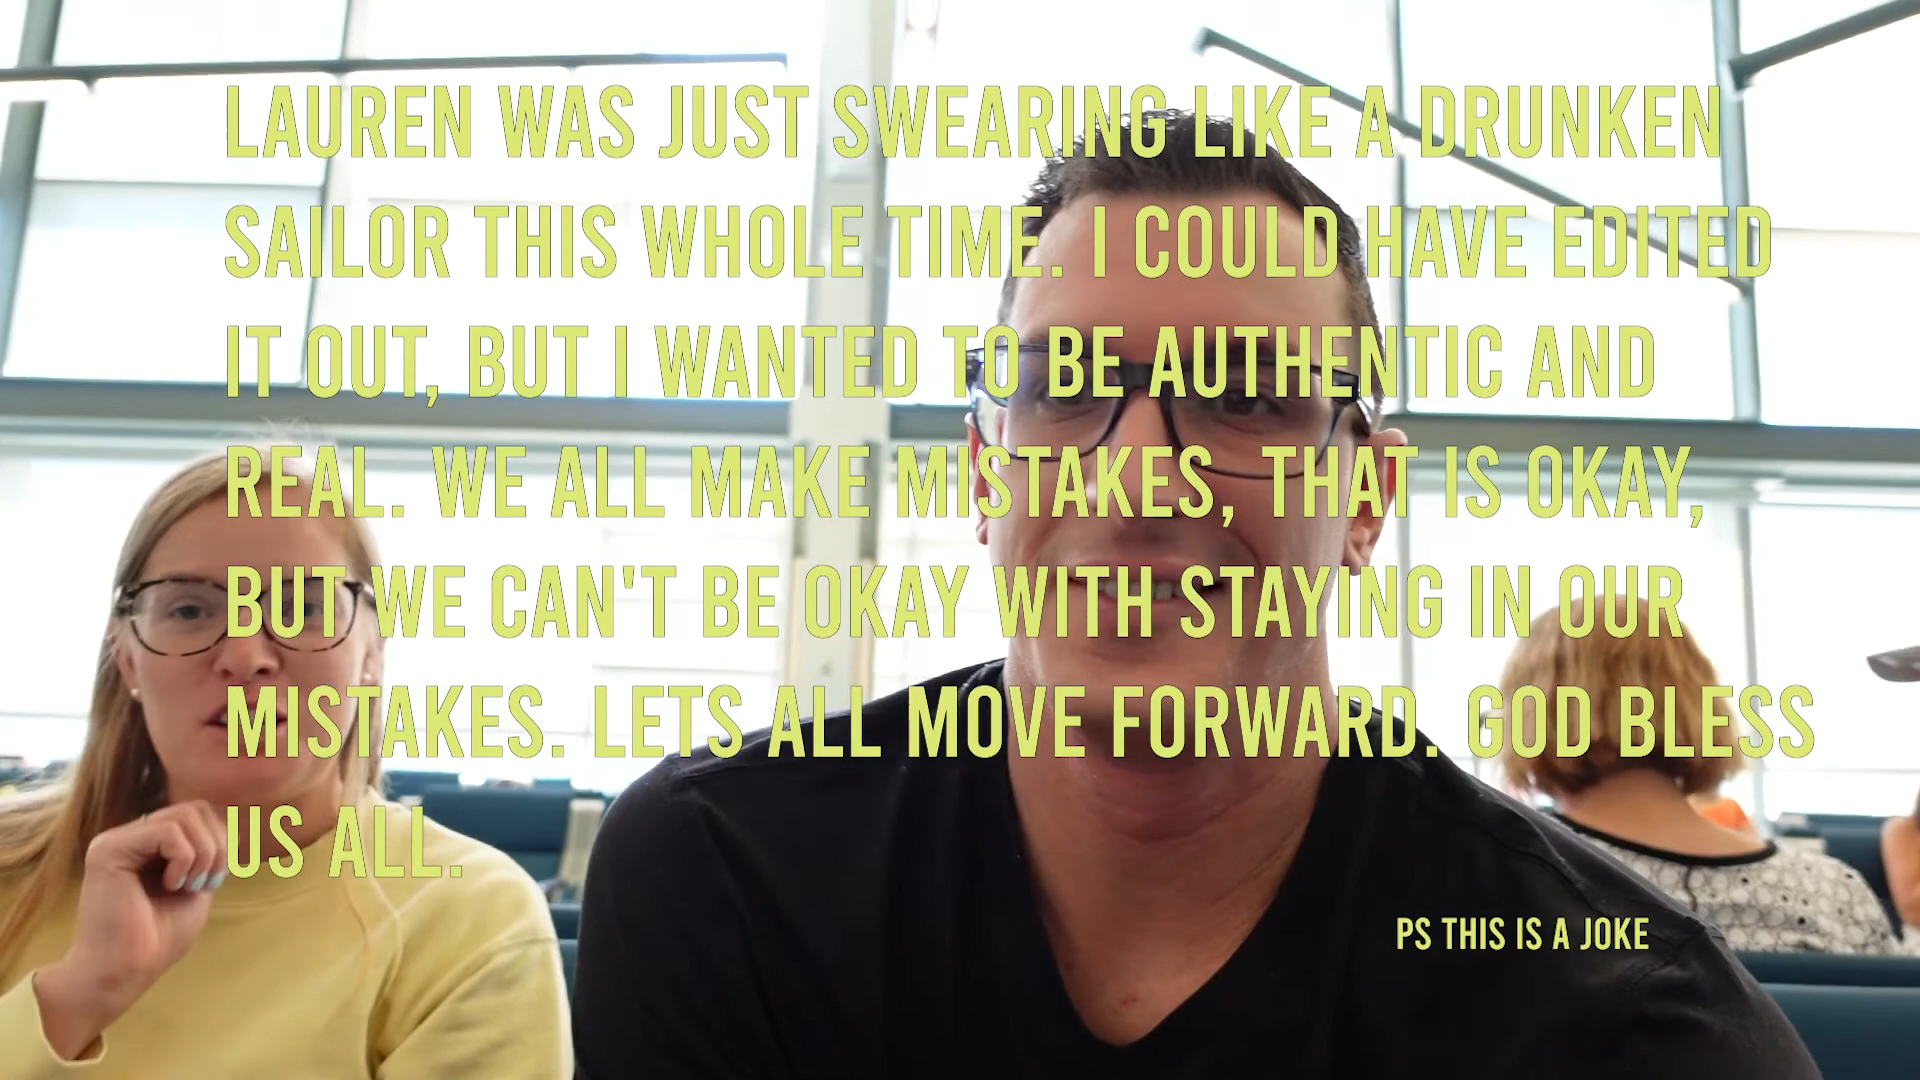 LAUREN WAS JUST SWEARING LIKE A DRUNKEN
SAILOR THIS WHOLE TIME. I COULD HAVE EDITED
IT OUT, BUT I WANTED TO BE AUTHENTIC AND
REAL. WE ALL MAKE MISTAKES, THAT IS OKAY,
BUT WE CAN'T BE OKAY WITH STAYING IN OUR
MISTAKES. LETS ALL MOVE FORWARD. GOD BLESS
US ALL.
PS THIS IS A JOKE